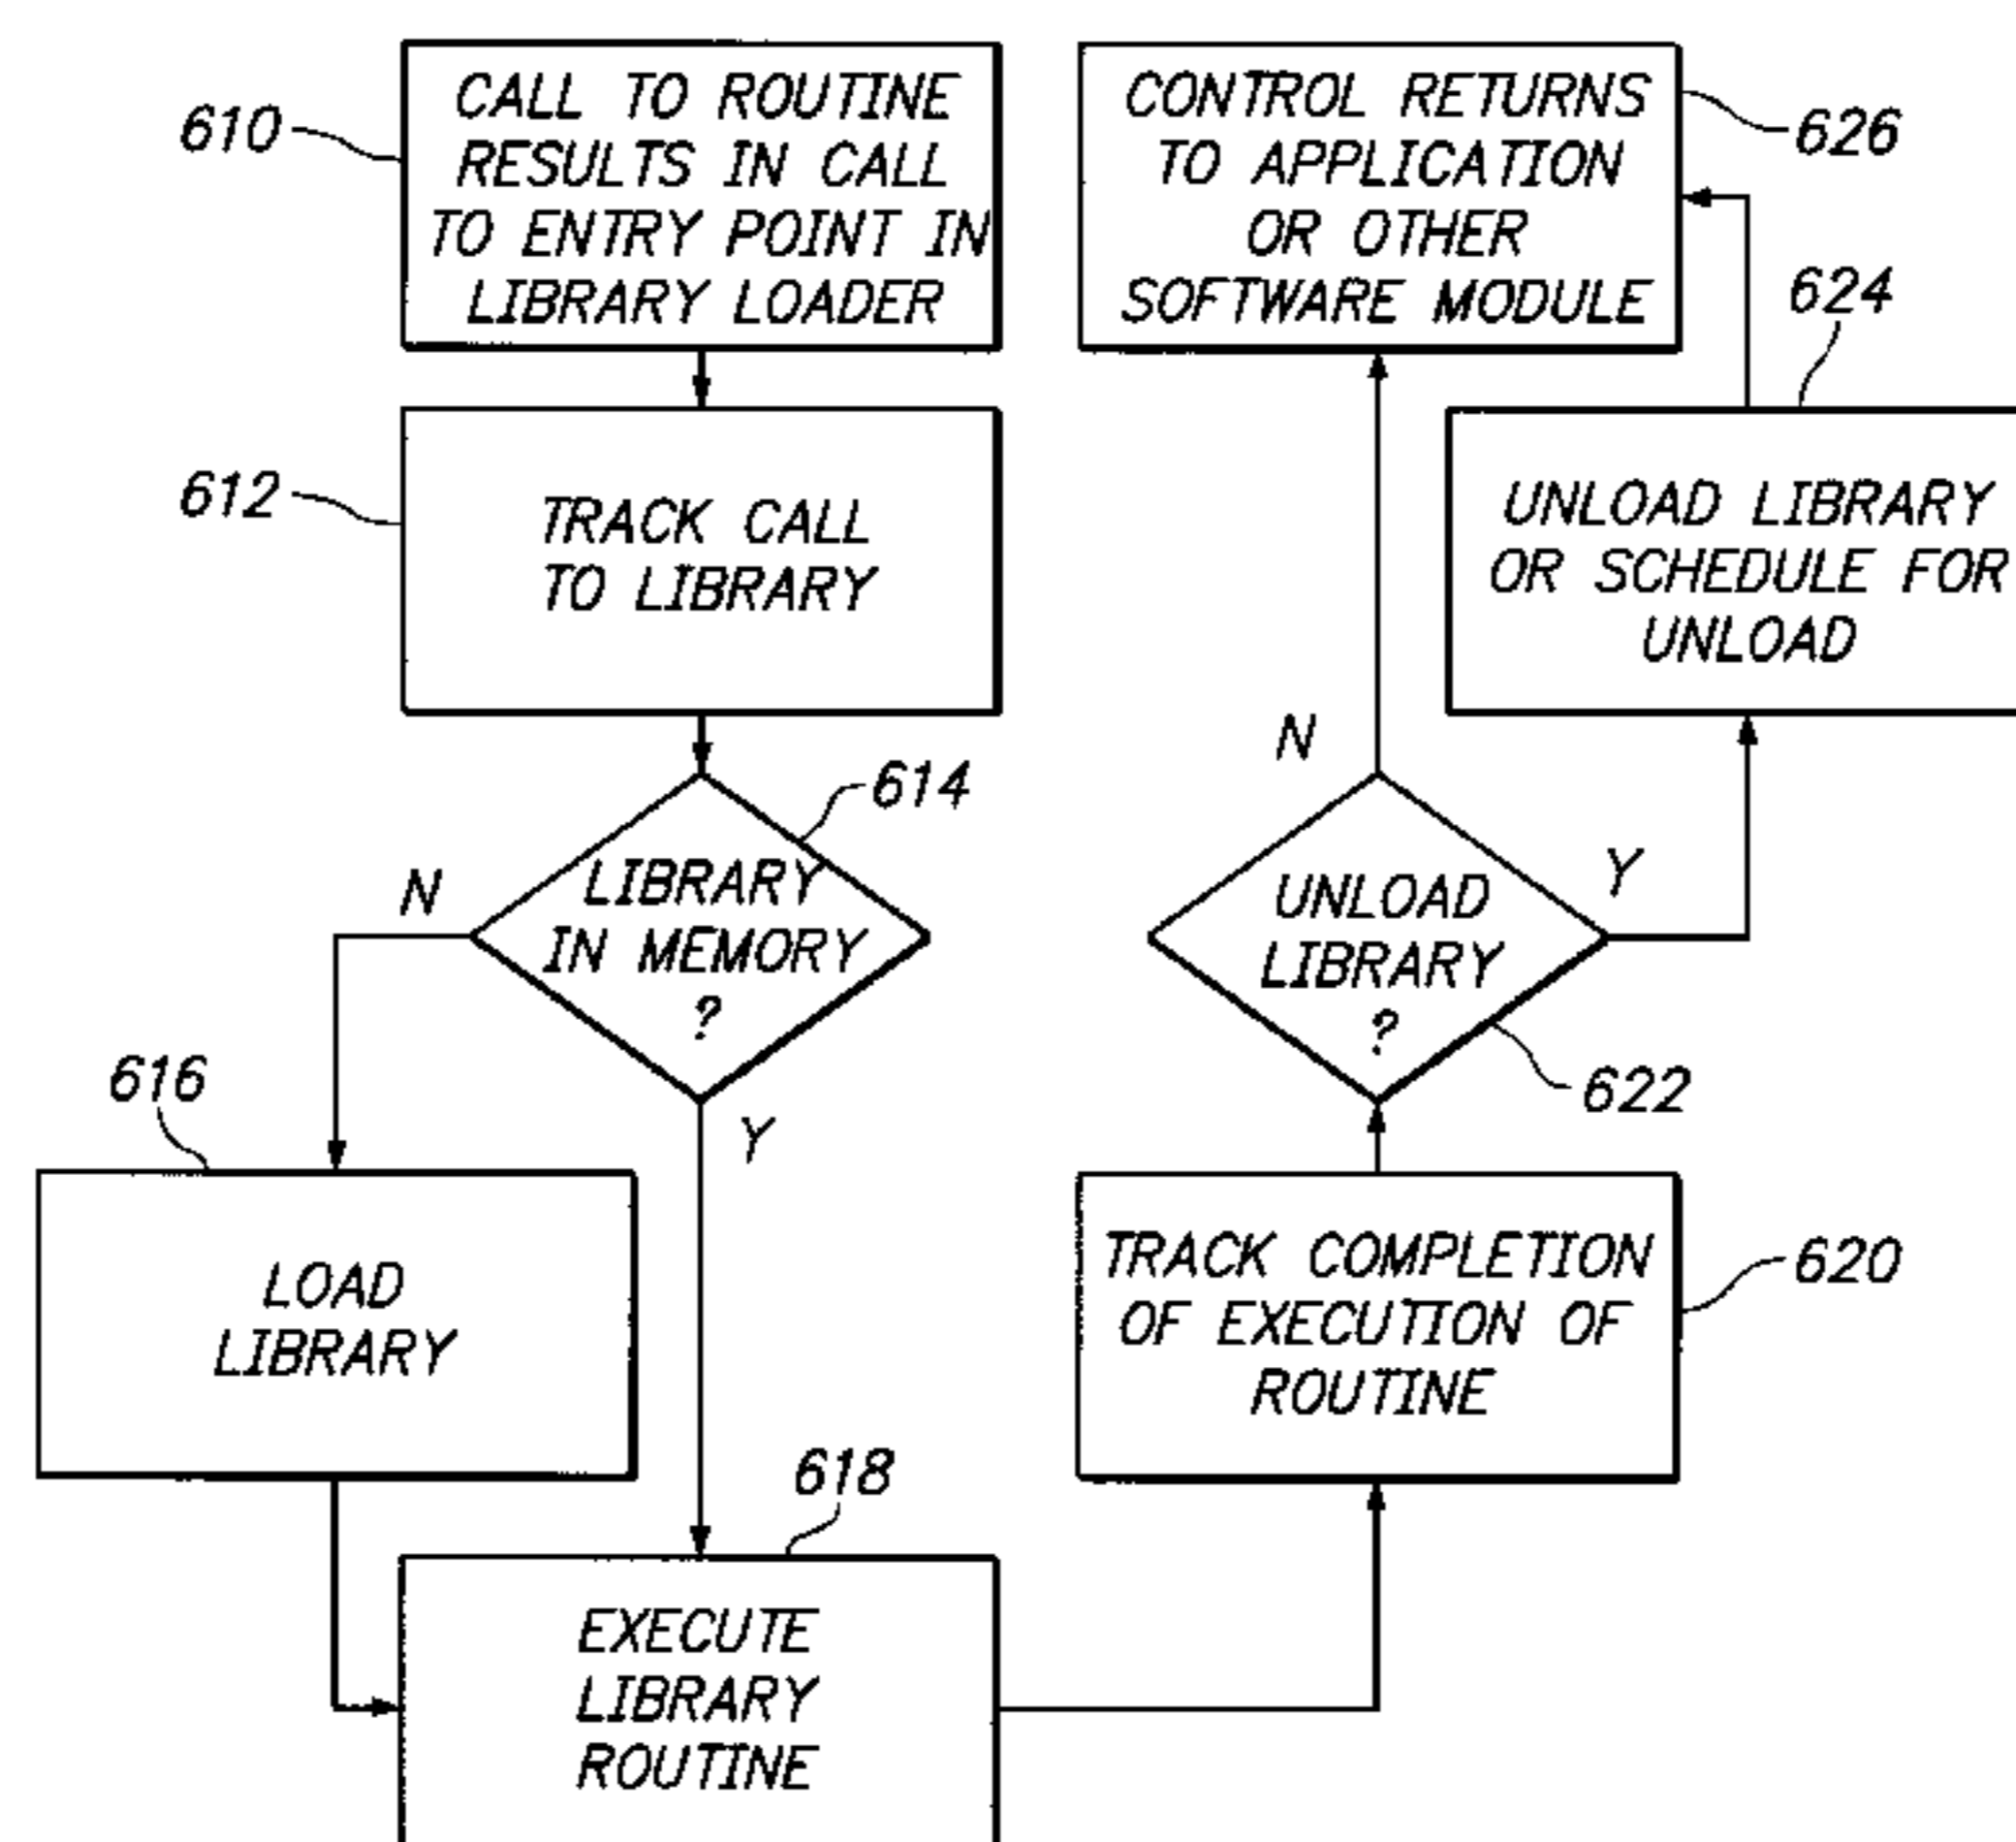 610
CALL TO ROUTINE
RESULTS IN CALL
TO ENTRY POINT IN
LIBRARY LOADER
612
TRACK CALL
TO LIBRARY
614
LIBRARY
IN MEMORY
?
N
Y
616
LOAD
LIBRARY
618
EXECUTE
LIBRARY
ROUTINE
620
TRACK COMPLETION
OF EXECUTION OF
ROUTINE
622
UNLOAD
LIBRARY
?
N
Y
624
UNLOAD LIBRARY
OR SCHEDULE FOR
UNLOAD
626
CONTROL RETURNS
TO APPLICATION
OR OTHER
SOFTWARE MODULE